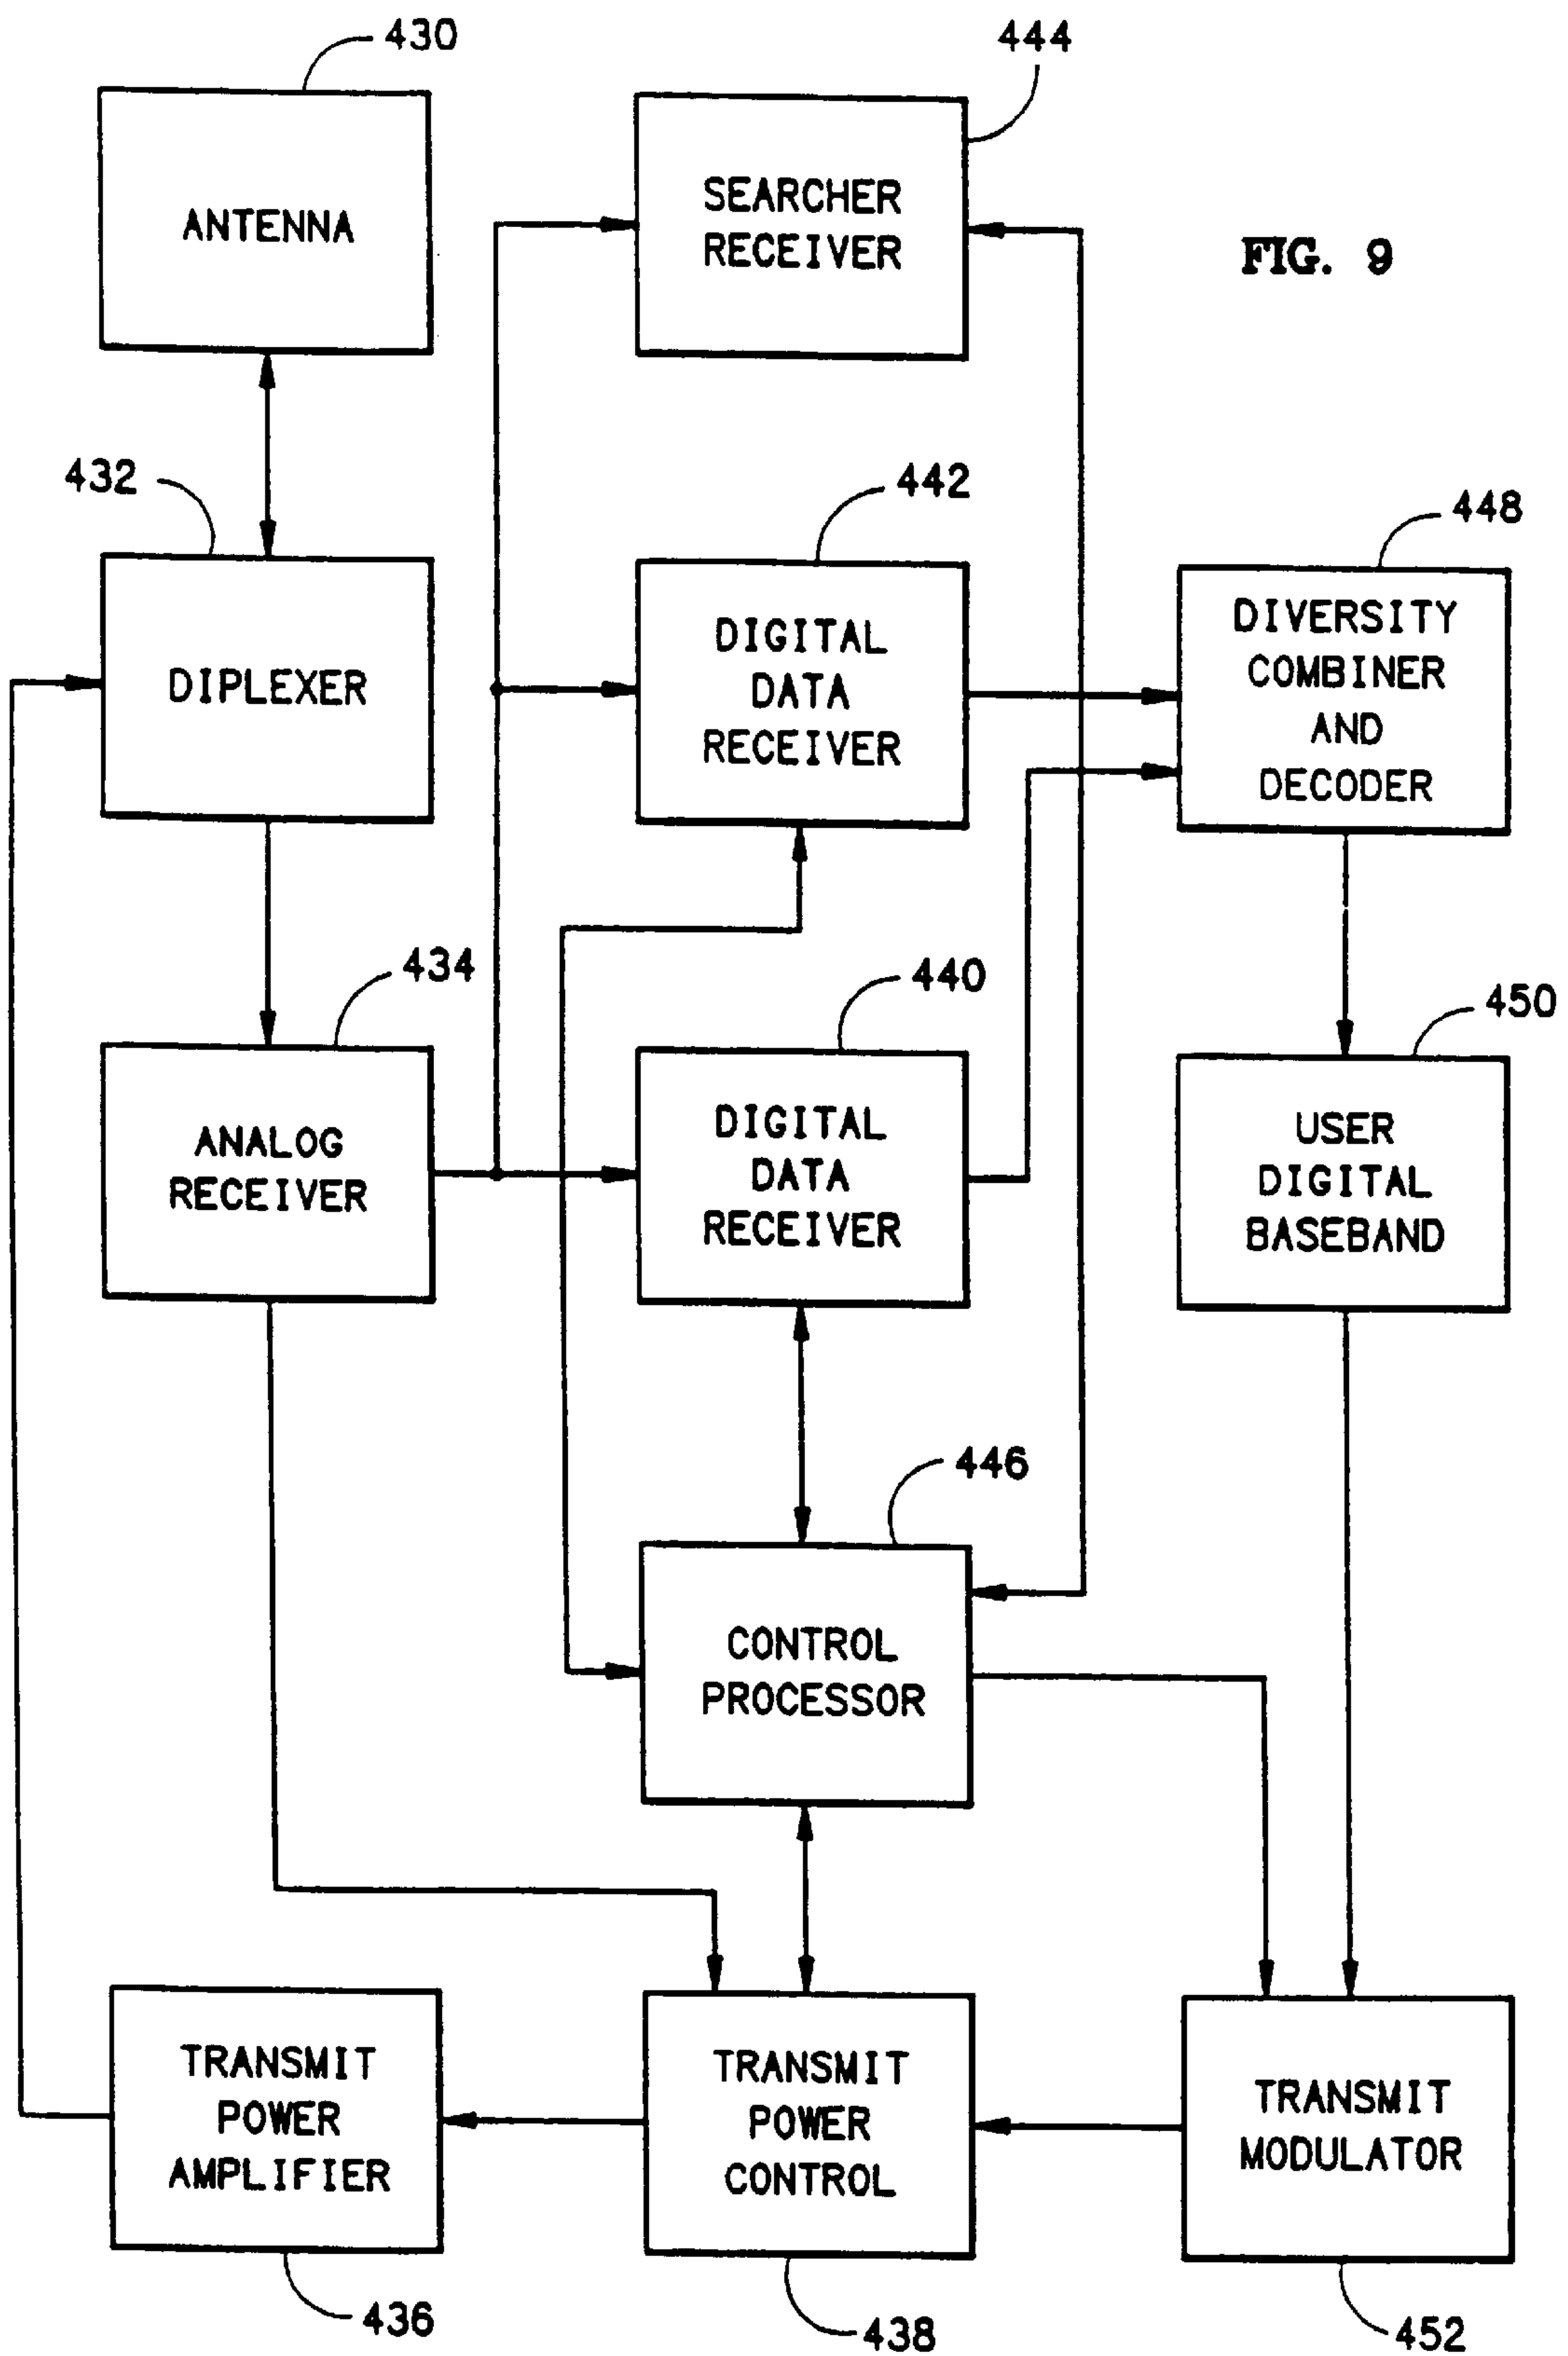 430
444
ANTENNA
SEARCHER
RECEIVER
FIG. 9
432
442
448
DIPLEXER
DIGITAL
DATA
RECEIVER
DIVERSITY
COMBINER
AND
DECODER
434
440
450
ANALOG
RECEIVER
DIGITAL
DATA
RECEIVER
USER
DIGITAL
BASEBAND
446
CONTROL
PROCESSOR
TRANSMIT
POWER
AMPLIFIER
TRANSMIT
POWER
CONTROL
TRANSMIT
MODULATOR
436
438
452